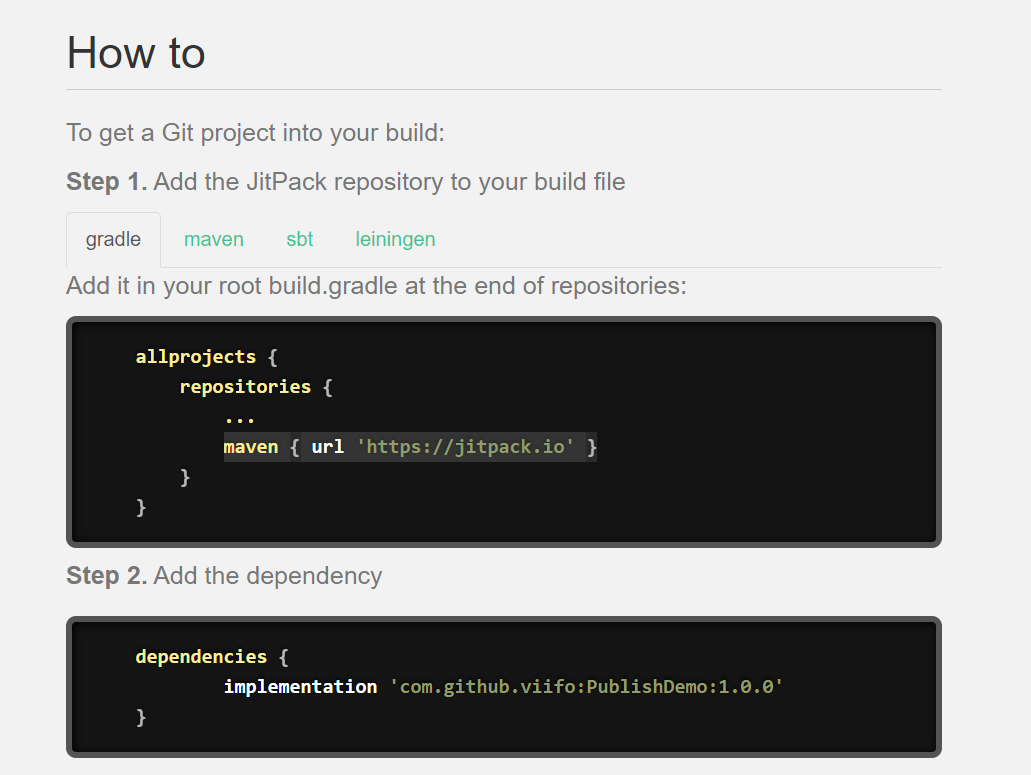 How to
To get a Git project into your build:
Step 1. Add the JitPack repository to your build file
gradle maven sbt leiningen
Add it in your root build.gradle at the end of repositories:
allprojects {
repositories {
...
maven { url 'https://jitpack.io' }
}
}
Step 2. Add the dependency
dependencies {
implementation 'com.github.viifo:PublishDemo:1.0.0'
}